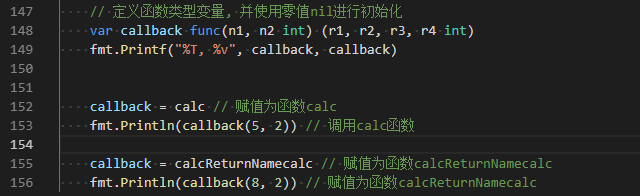 147 // 定义函数类型变量, 并使用零值nil进行初始化
148 var callback func(n1, n2 int) (r1, r2, r3, r4 int)
149 fmt.Printf("%T, %v", callback, callback)
150
151
152 callback = calc // 赋值为函数calc
153 fmt.Println(callback(5, 2)) // 调用calc函数
154
155 callback = calcReturnNamecalc // 赋值为函数calcReturnNamecalc
156 fmt.Println(callback(8, 2)) // 赋值为函数calcReturnNamecalc